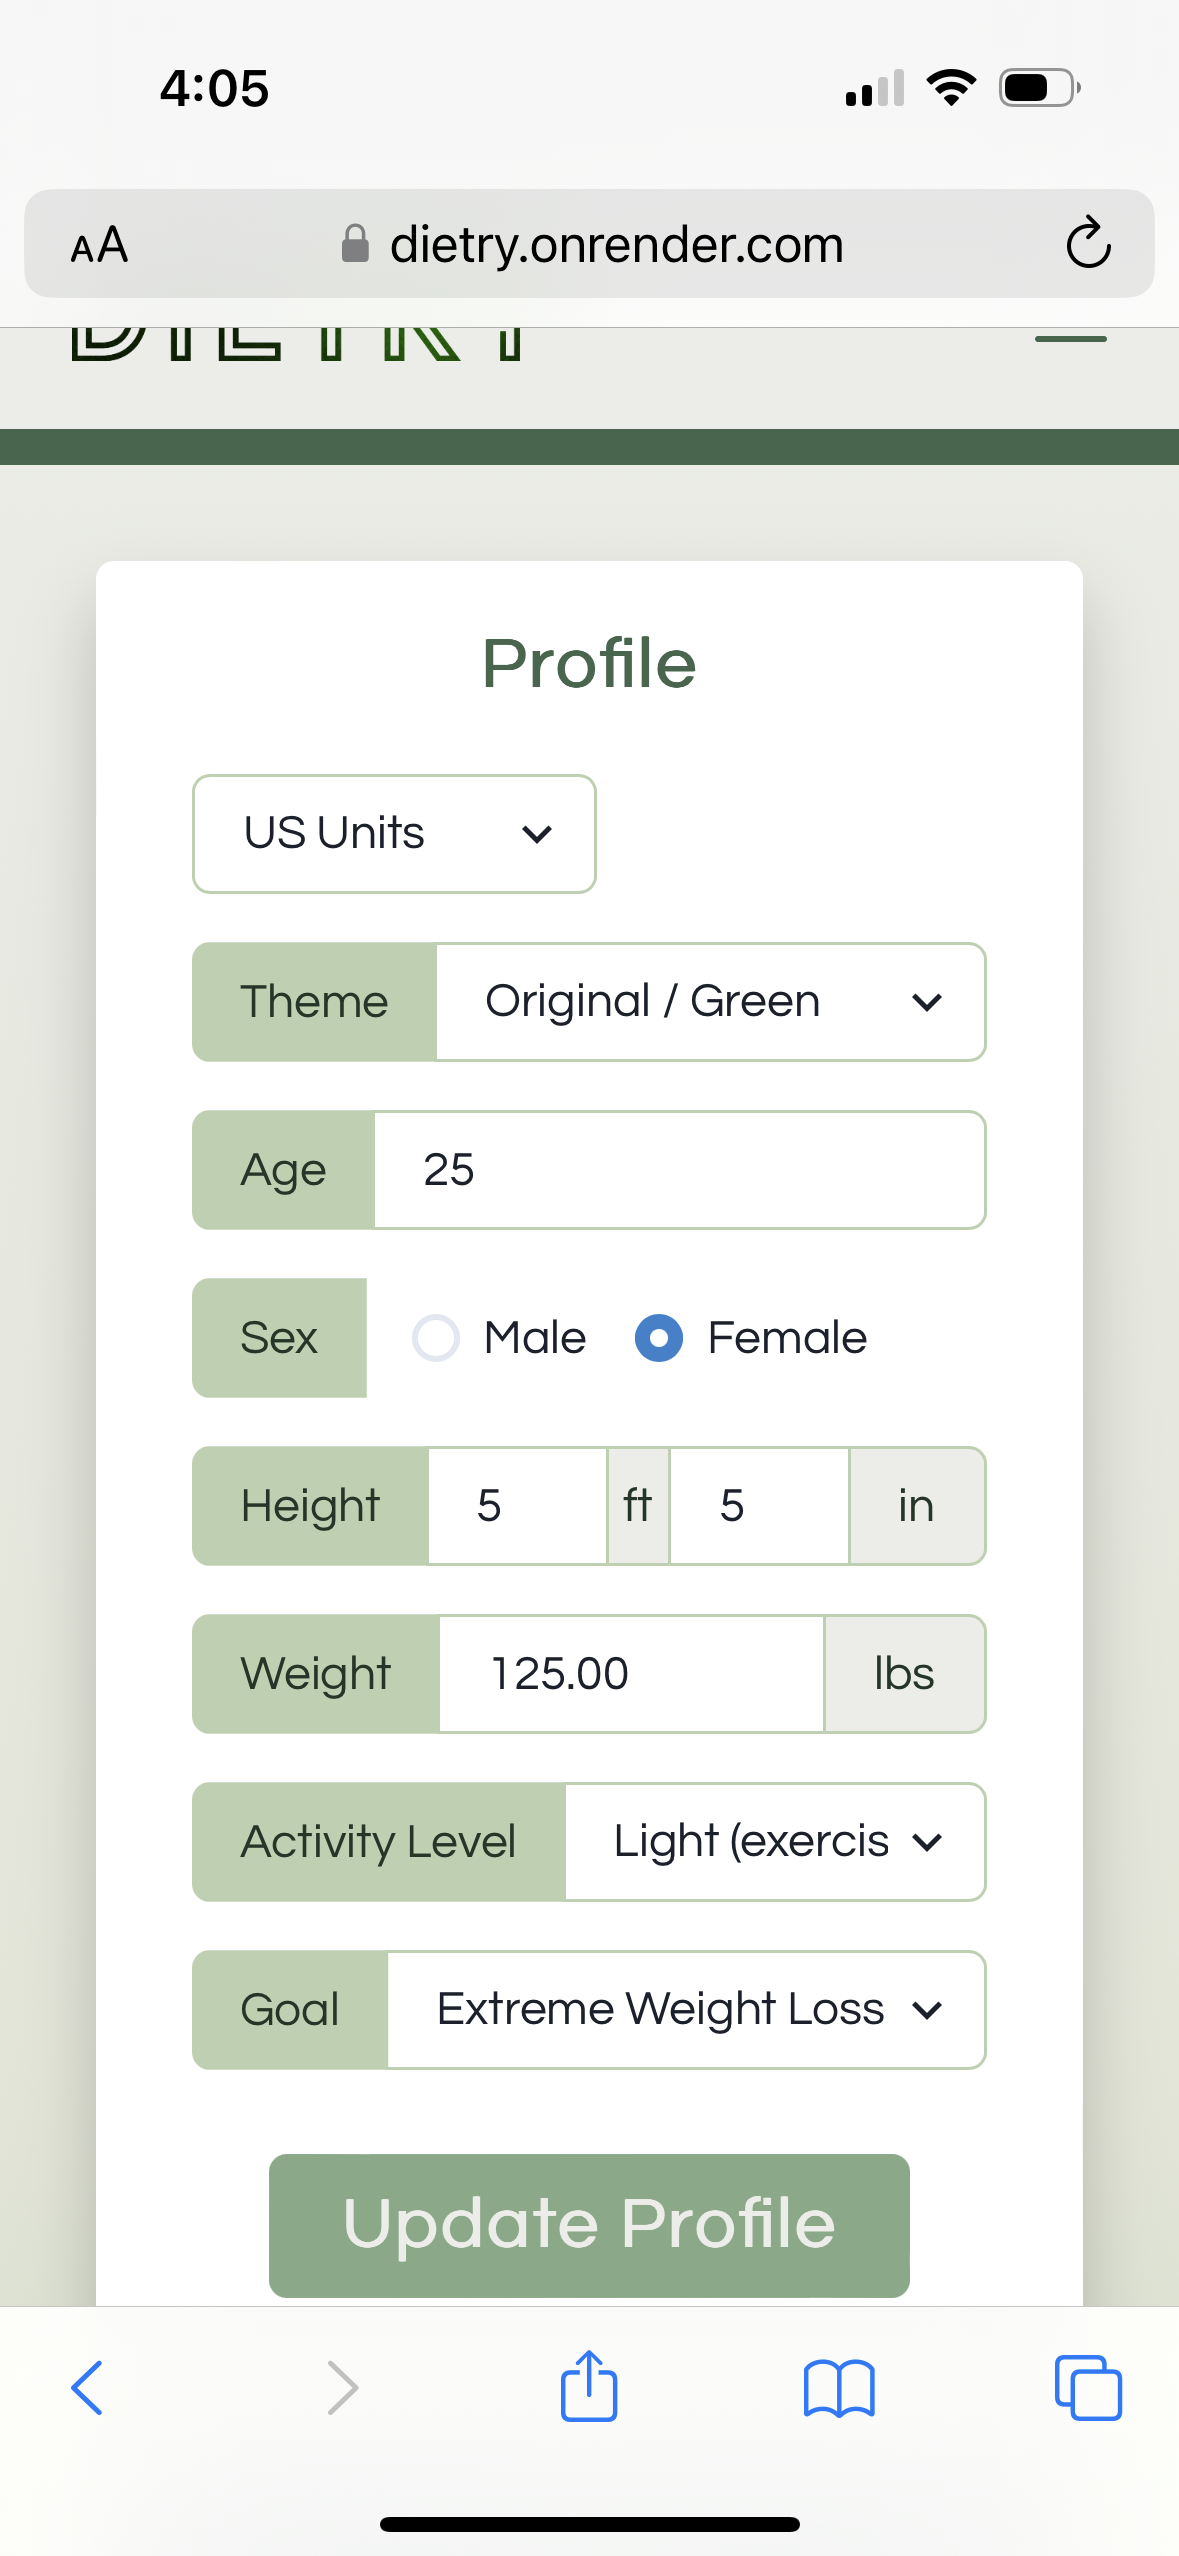 4:05
AA dietry.onrender.com
DIETRY
Profile
US Units
Theme Original / Green
Age 25
Sex Male Female
Height 5 ft 5 in
Weight 125.00 lbs
Activity Level Light (exercis
Goal Extreme Weight Loss
Update Profile